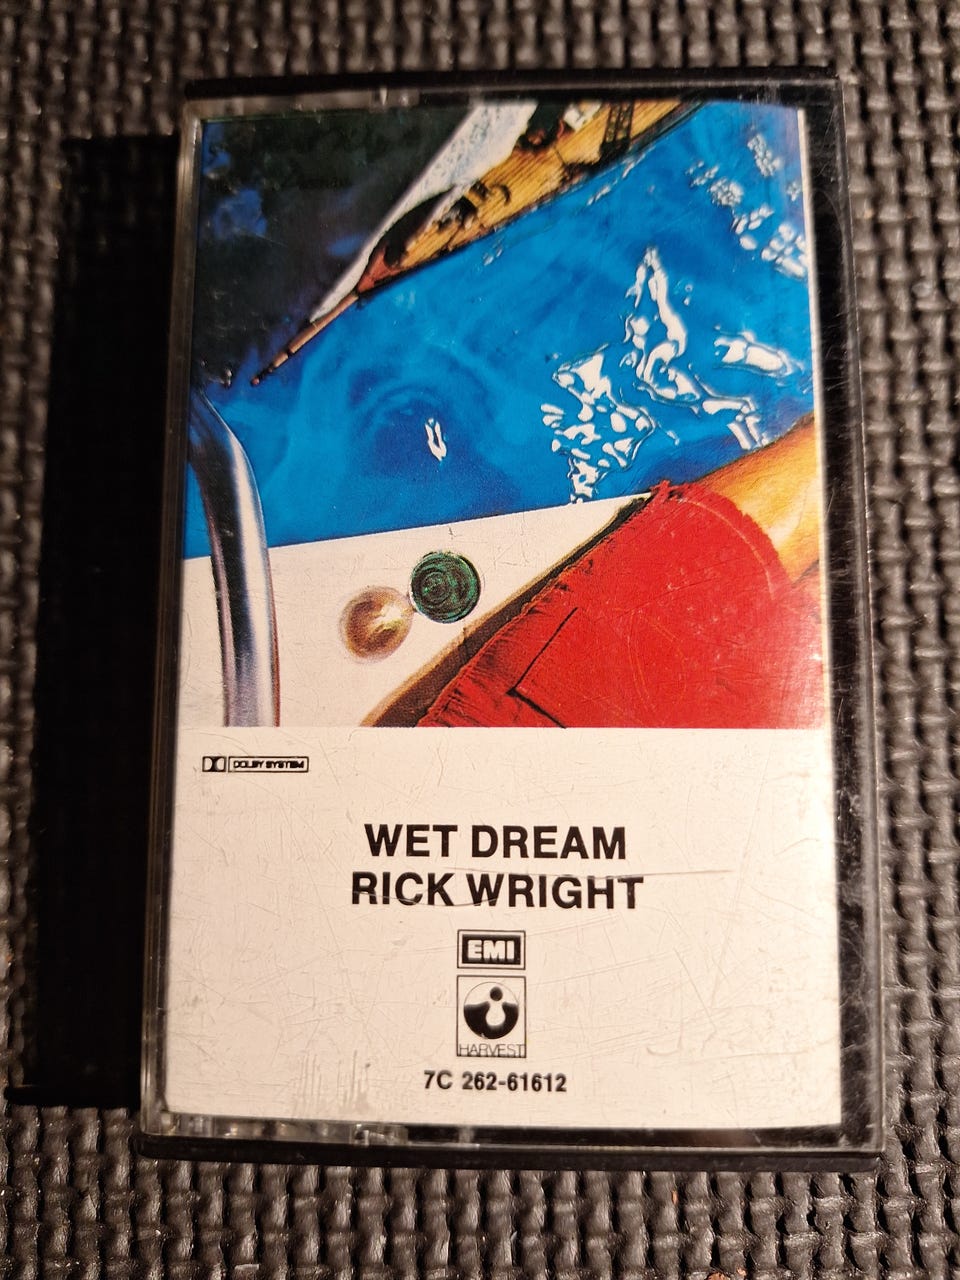 DOLBY SYSTEM
WET DREAM
RICK WRIGHT
EMI
HARVEST
7C 262-61612